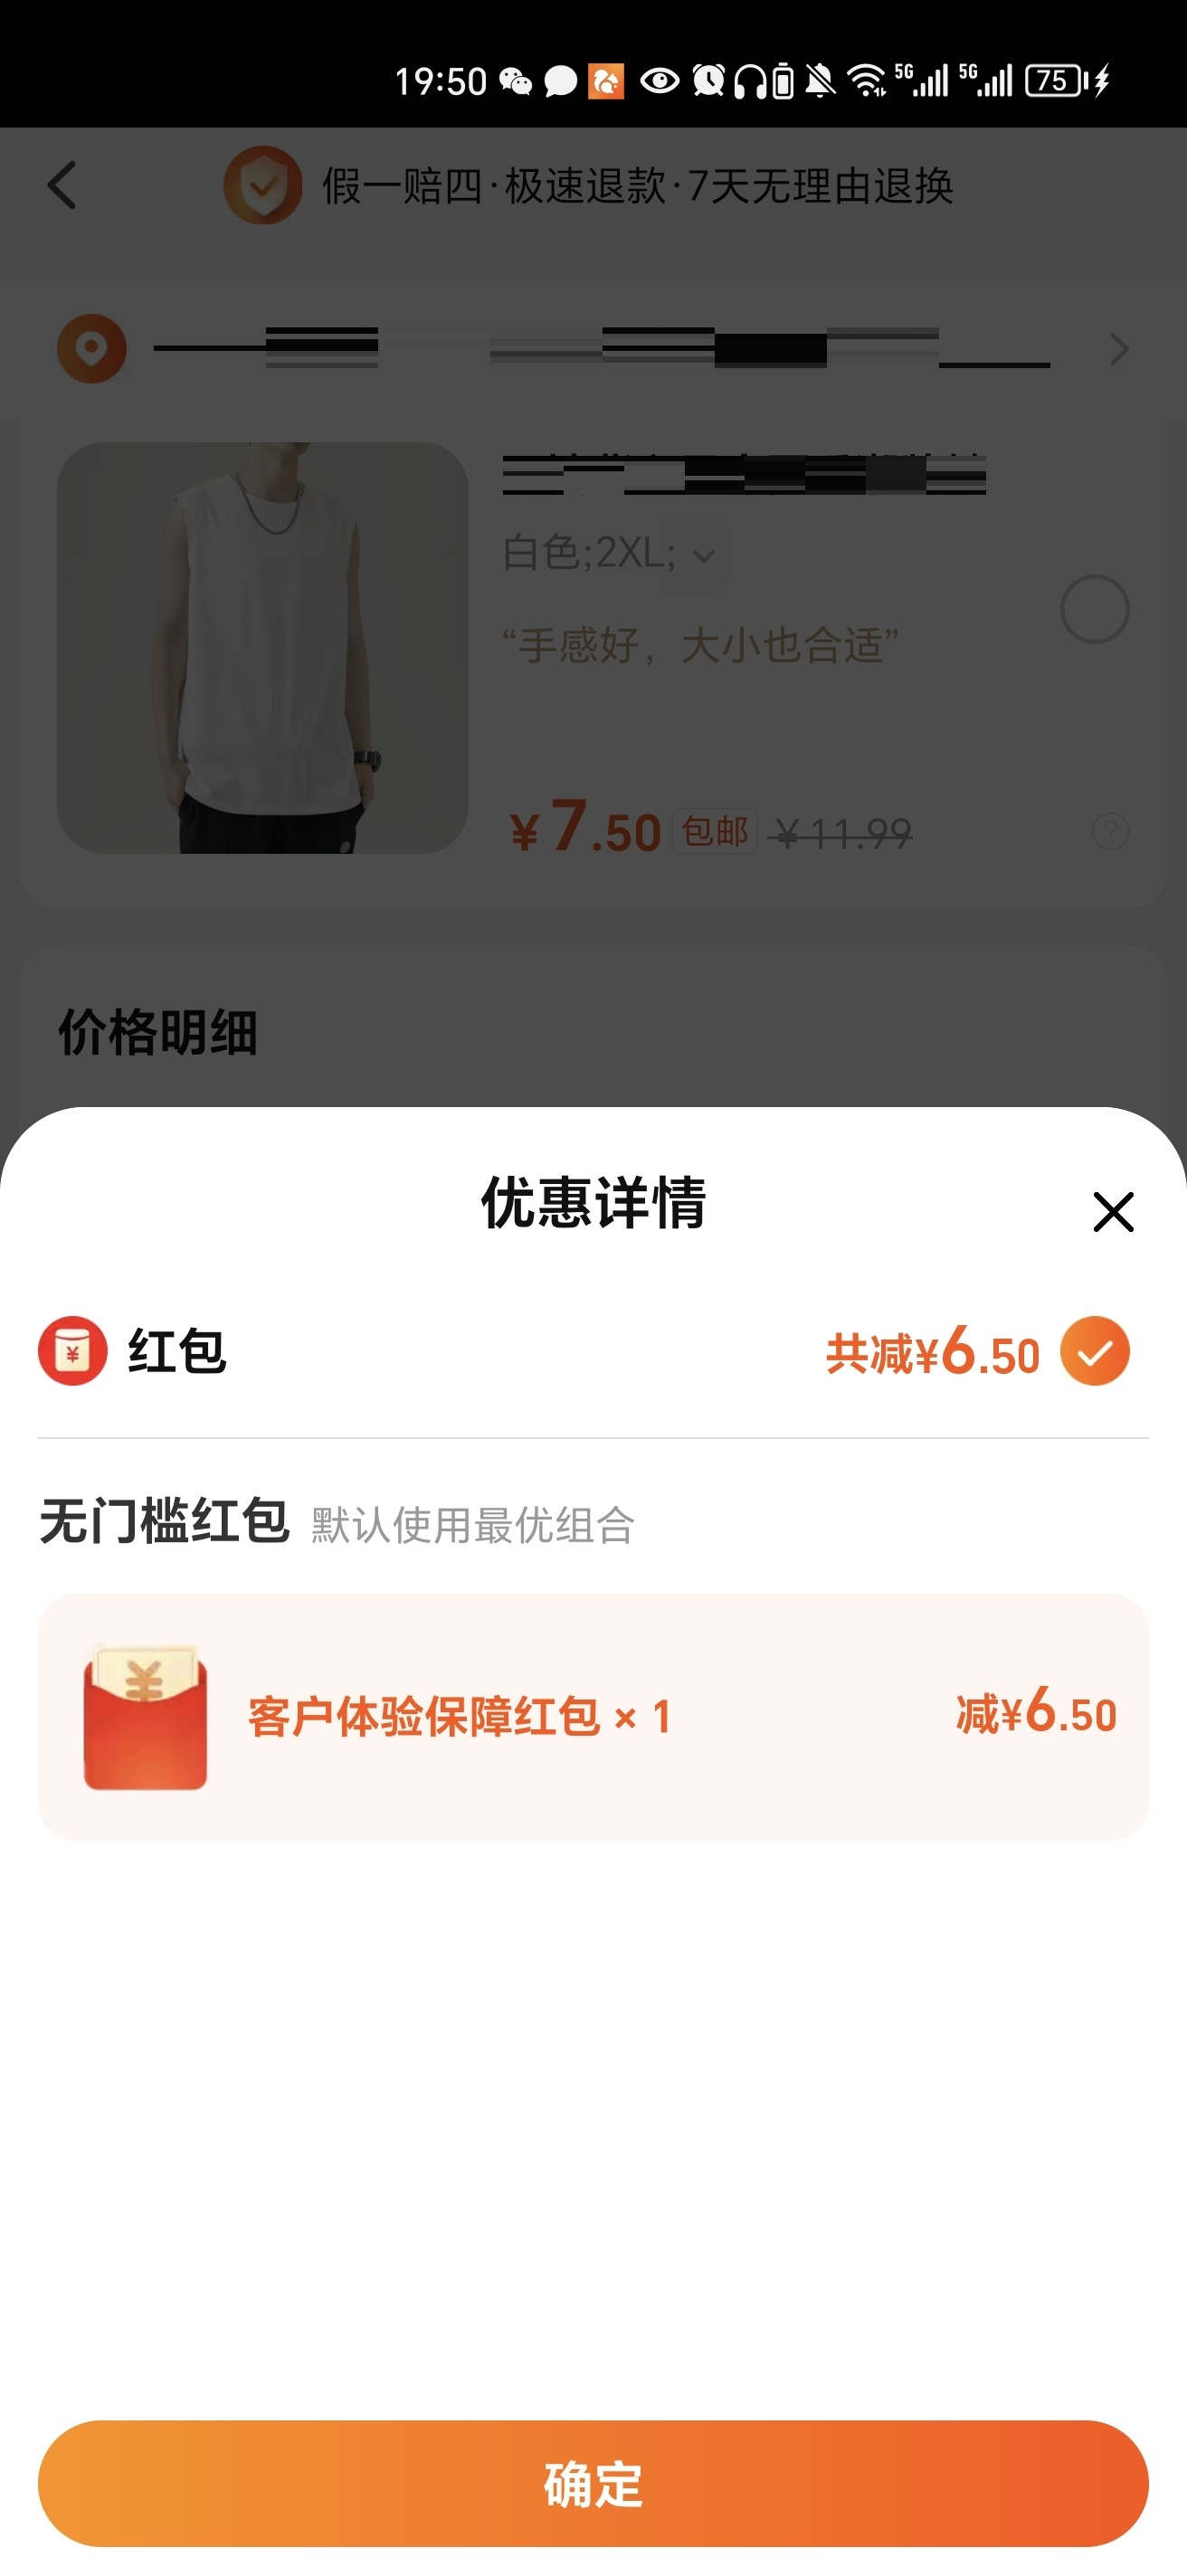 19:50 5G 5G 75
假一赔四·极速退款·7天无理由退换
白色;2XL;
“手感好，大小也合适”
¥7.50 包邮 ¥11.99 ?
价格明细
优惠详情
红包 共减¥6.50
无门槛红包 默认使用最优组合
客户体验保障红包 × 1 减¥6.50
确定